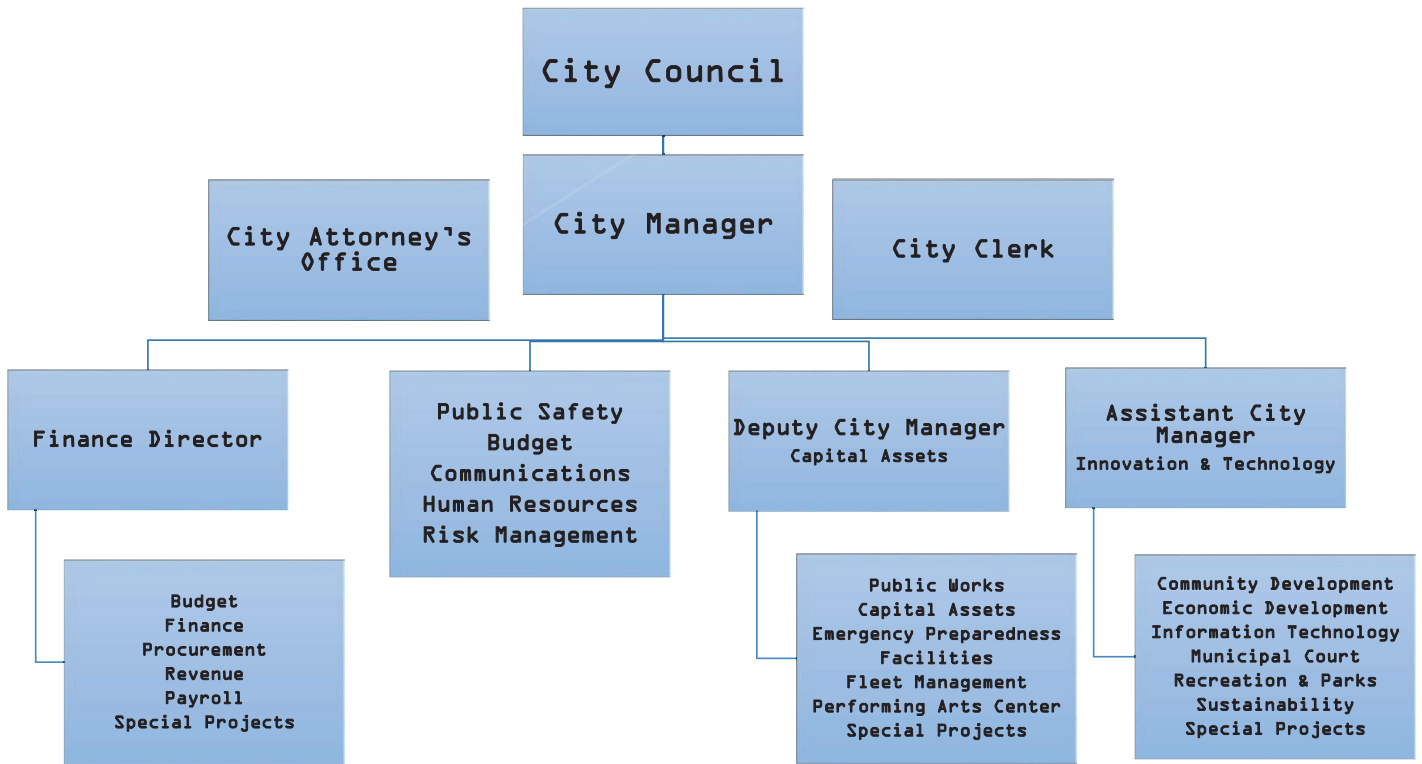 City Council
City Manager
City Attorney's
Office
City Clerk
Finance Director
Public Safety
Budget
Communications
Human Resources
Risk Management
Deputy City Manager
Capital Assets
Assistant City
Manager
Innovation & Technology
Budget
Finance
Procurement
Revenue
Payroll
Special Projects
Public Works
Capital Assets
Emergency Preparedness
Facilities
Fleet Management
Performing Arts Center
Special Projects
Community Development
Economic Development
Information Technology
Municipal Court
Recreation & Parks
Sustainability
Special Projects